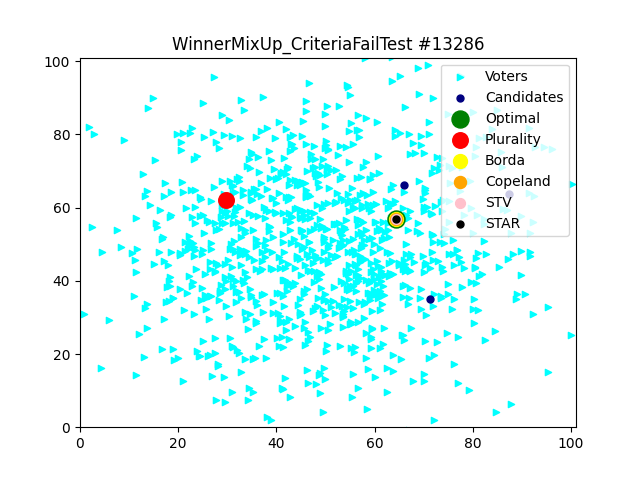 WinnerMixUp_CriteriaFailTest #13286
100
80
60
40
20
0
0
20
40
60
80
100
Voters
Candidates
Optimal
Plurality
Borda
Copeland
STV
STAR